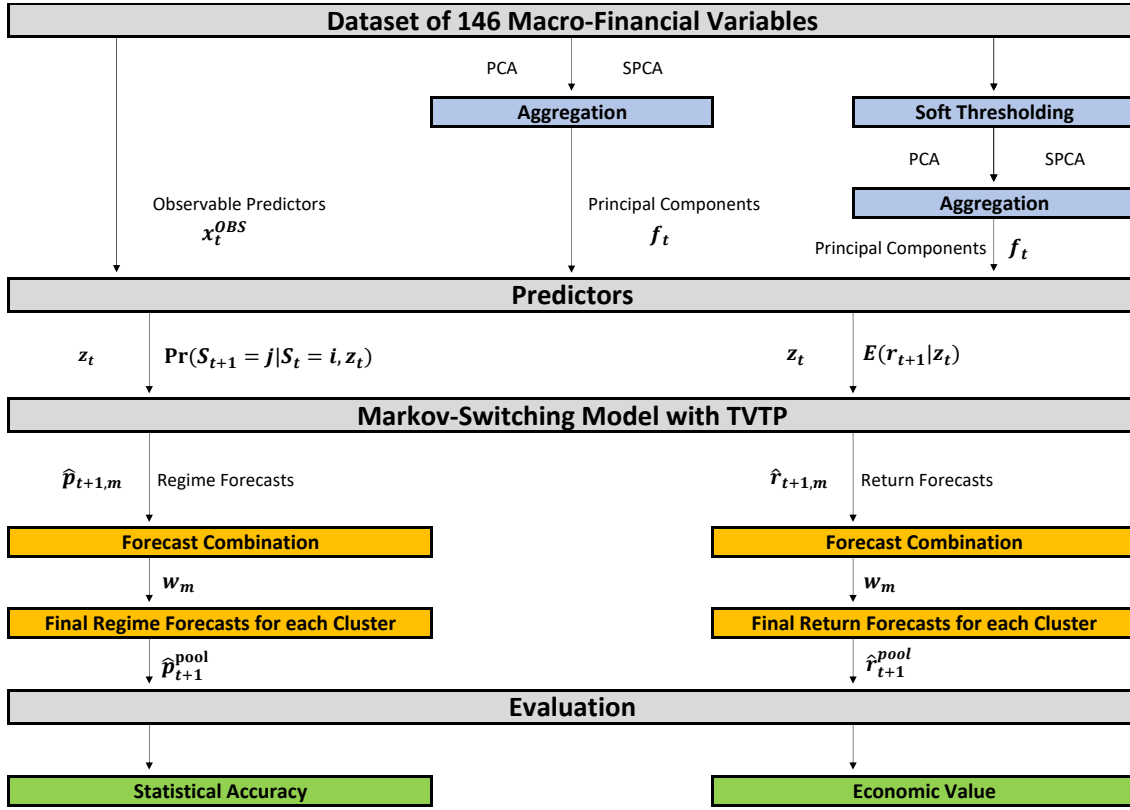 Dataset of 146 Macro-Financial Variables
PCA SPCA
Aggregation Soft Thresholding
PCA SPCA
Observable Predictors Principal Components Aggregation
x_t^{OBS} f_t
Principal Components f_t
Predictors
z_t Pr(S_{t+1} = j|S_t = i, z_t) z_t E(r_{t+1}|z_t)
Markov-Switching Model with TVTP
p̂_{t+1,m} Regime Forecasts r̂_{t+1,m} Return Forecasts
Forecast Combination Forecast Combination
w_m w_m
Final Regime Forecasts for each Cluster Final Return Forecasts for each Cluster
p̂_{t+1}^{pool} r̂_{t+1}^{pool}
Evaluation
Statistical Accuracy Economic Value